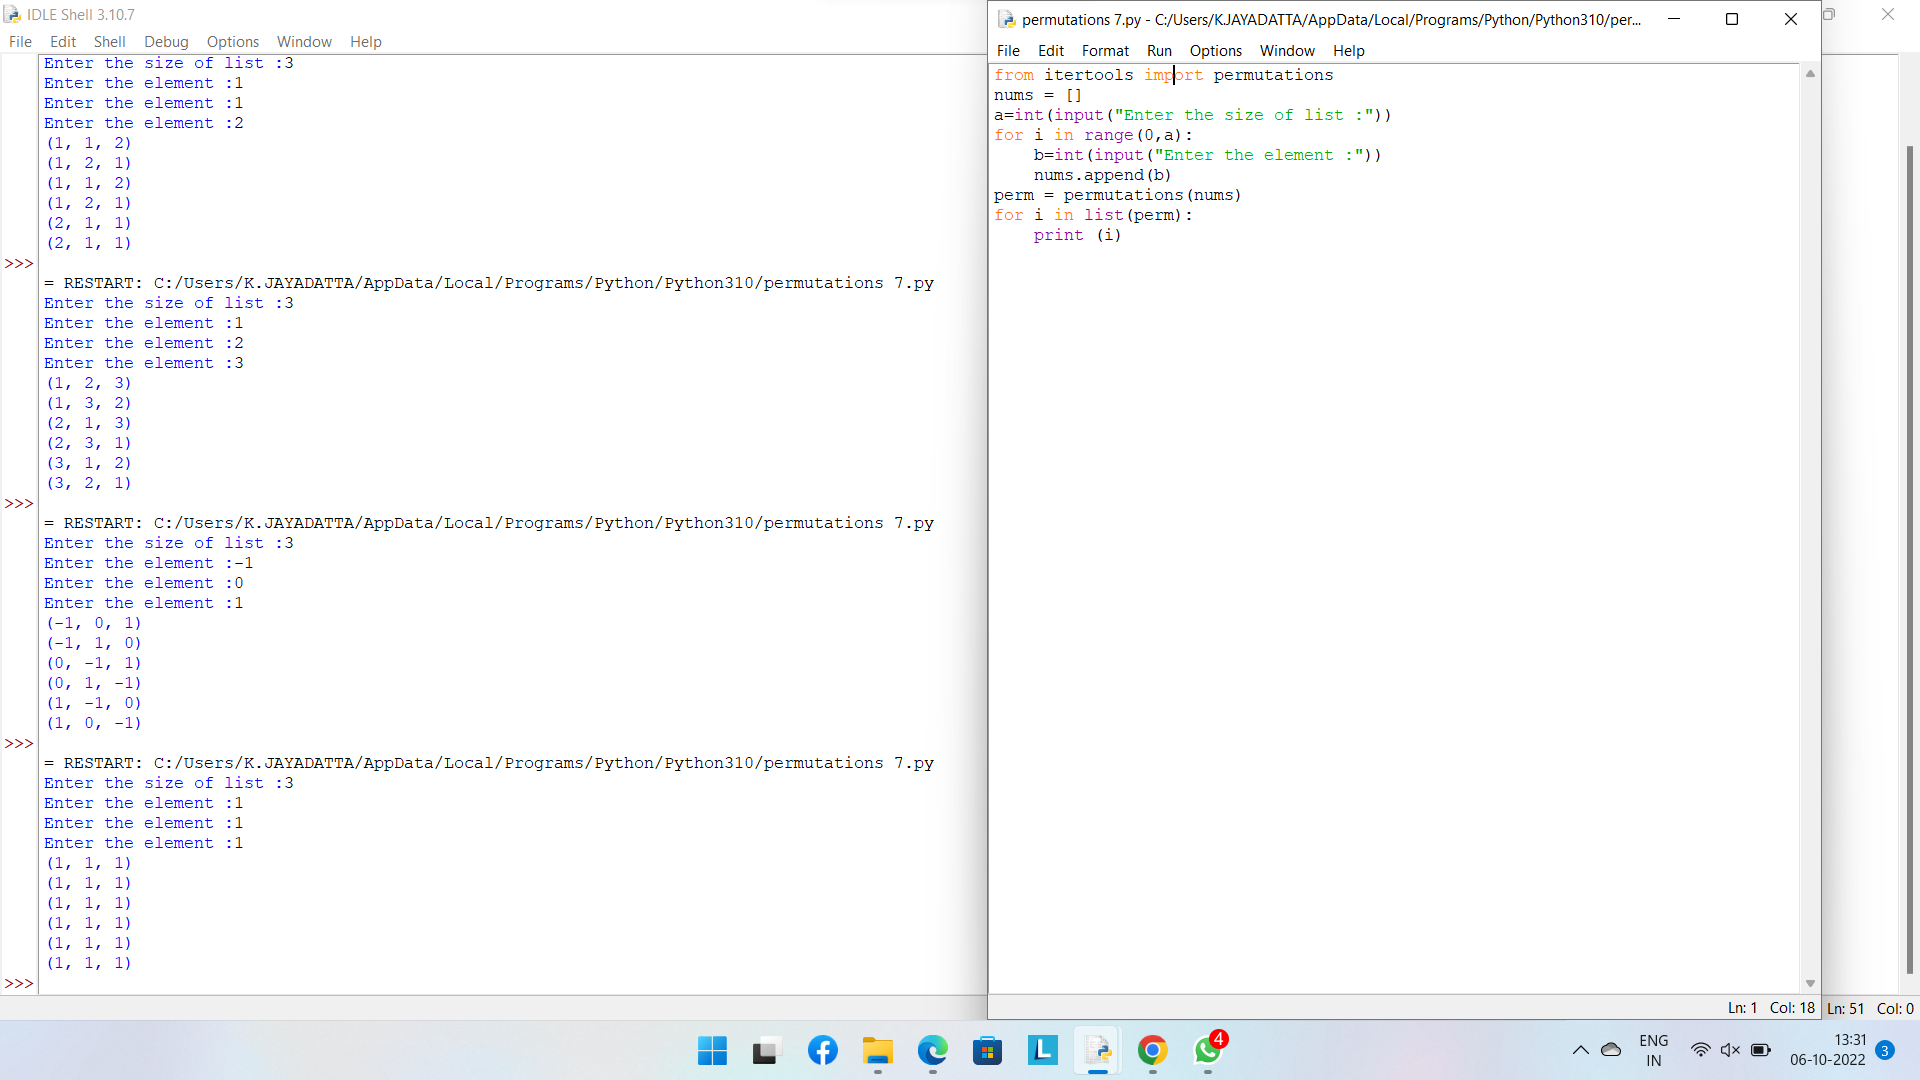 IDLE Shell 3.10.7
File Edit Shell Debug Options Window Help
Enter the size of list :3
Enter the element :1
Enter the element :1
Enter the element :2
(1, 1, 2)
(1, 2, 1)
(1, 1, 2)
(1, 2, 1)
(2, 1, 1)
(2, 1, 1)
>>>
= RESTART: C:/Users/K.JAYADATTA/AppData/Local/Programs/Python/Python310/permutations 7.py
Enter the size of list :3
Enter the element :1
Enter the element :2
Enter the element :3
(1, 2, 3)
(1, 3, 2)
(2, 1, 3)
(2, 3, 1)
(3, 1, 2)
(3, 2, 1)
>>>
= RESTART: C:/Users/K.JAYADATTA/AppData/Local/Programs/Python/Python310/permutations 7.py
Enter the size of list :3
Enter the element :-1
Enter the element :0
Enter the element :1
(-1, 0, 1)
(-1, 1, 0)
(0, -1, 1)
(0, 1, -1)
(1, -1, 0)
(1, 0, -1)
>>>
= RESTART: C:/Users/K.JAYADATTA/AppData/Local/Programs/Python/Python310/permutations 7.py
Enter the size of list :3
Enter the element :1
Enter the element :1
Enter the element :1
(1, 1, 1)
(1, 1, 1)
(1, 1, 1)
(1, 1, 1)
(1, 1, 1)
(1, 1, 1)
>>>
permutations 7.py - C:/Users/K.JAYADATTA/AppData/Local/Programs/Python/Python310/per...
File Edit Format Run Options Window Help
from itertools import permutations
nums = []
a=int(input("Enter the size of list :"))
for i in range(0,a):
    b=int(input("Enter the element :"))
    nums.append(b)
perm = permutations(nums)
for i in list(perm):
    print (i)
Ln: 1 Col: 18
Ln: 51 Col: 0
L
4
ENG
IN
13:31
06-10-2022
3